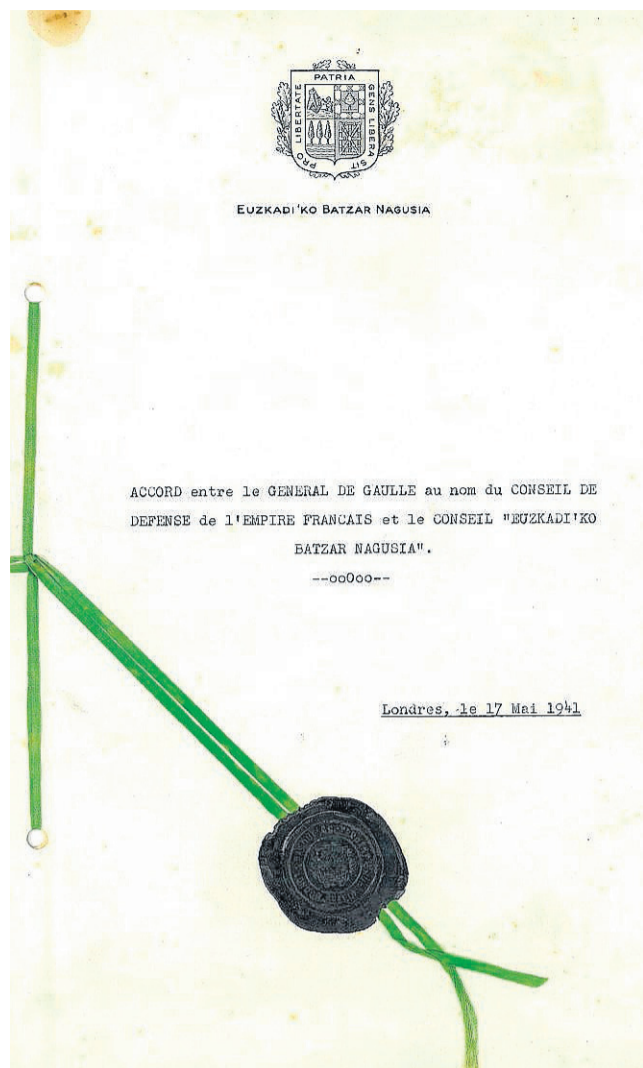 PATRIA
PRO LIBERTATE
GENS LIBERA SIT
EUZKADI'KO BATZAR NAGUSIA
ACCORD entre le GENERAL DE GAULLE au nom du CONSEIL DE
DEFENSE de l'EMPIRE FRANCAIS et le CONSEIL "EUZKADI'KO
BATZAR NAGUSIA".
--ooOoo--
Londres, le 17 Mai 1941